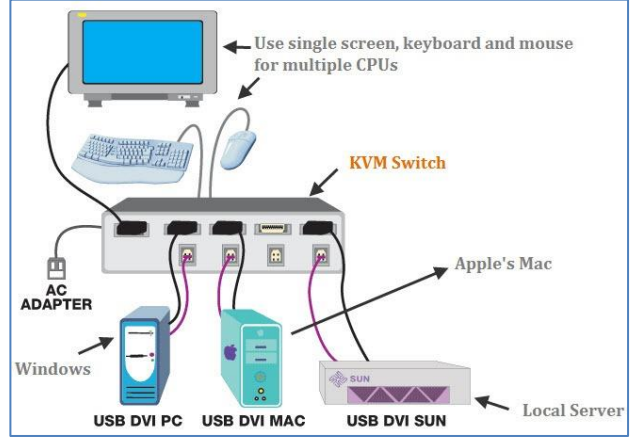 Use single screen, keyboard and mouse
for multiple CPUs
KVM Switch
AC
ADAPTER
Apple's Mac
Windows
SUN
Local Server
USB DVI PC
USB DVI MAC
USB DVI SUN